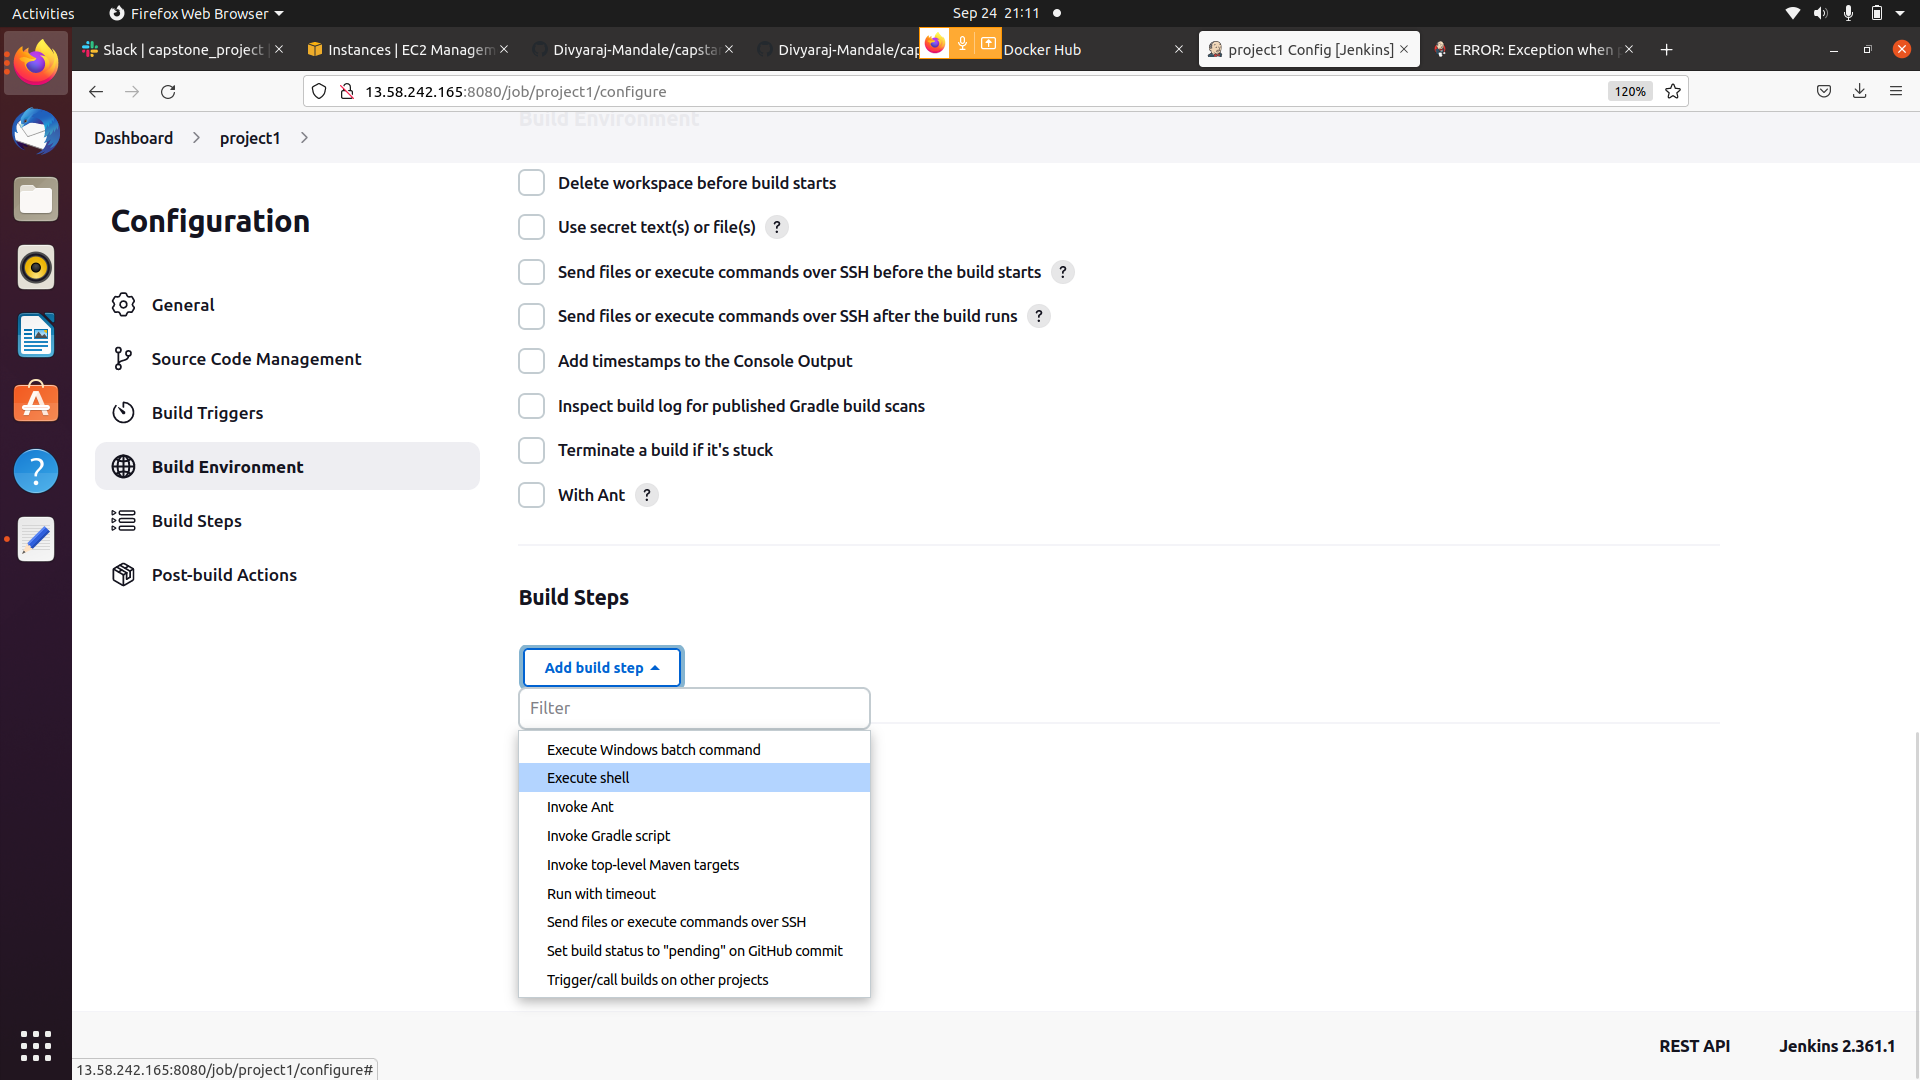 Activities
Firefox Web Browser
Sep 24 21:11
Slack | capstone_project
Instances | EC2 Managem
Divyaraj-Mandale/capsta
Divyaraj-Mandale/cap
Docker Hub
project1 Config [Jenkins]
ERROR: Exception when p
13.58.242.165:8080/job/project1/configure
120%
Build Environment
Dashboard
project1
Configuration
General
Source Code Management
Build Triggers
Build Environment
Build Steps
Post-build Actions
Delete workspace before build starts
Use secret text(s) or file(s) ?
Send files or execute commands over SSH before the build starts ?
Send files or execute commands over SSH after the build runs ?
Add timestamps to the Console Output
Inspect build log for published Gradle build scans
Terminate a build if it's stuck
With Ant ?
Build Steps
Add build step
Filter
Execute Windows batch command
Execute shell
Invoke Ant
Invoke Gradle script
Invoke top-level Maven targets
Run with timeout
Send files or execute commands over SSH
Set build status to "pending" on GitHub commit
Trigger/call builds on other projects
REST API
Jenkins 2.361.1
13.58.242.165:8080/job/project1/configure#